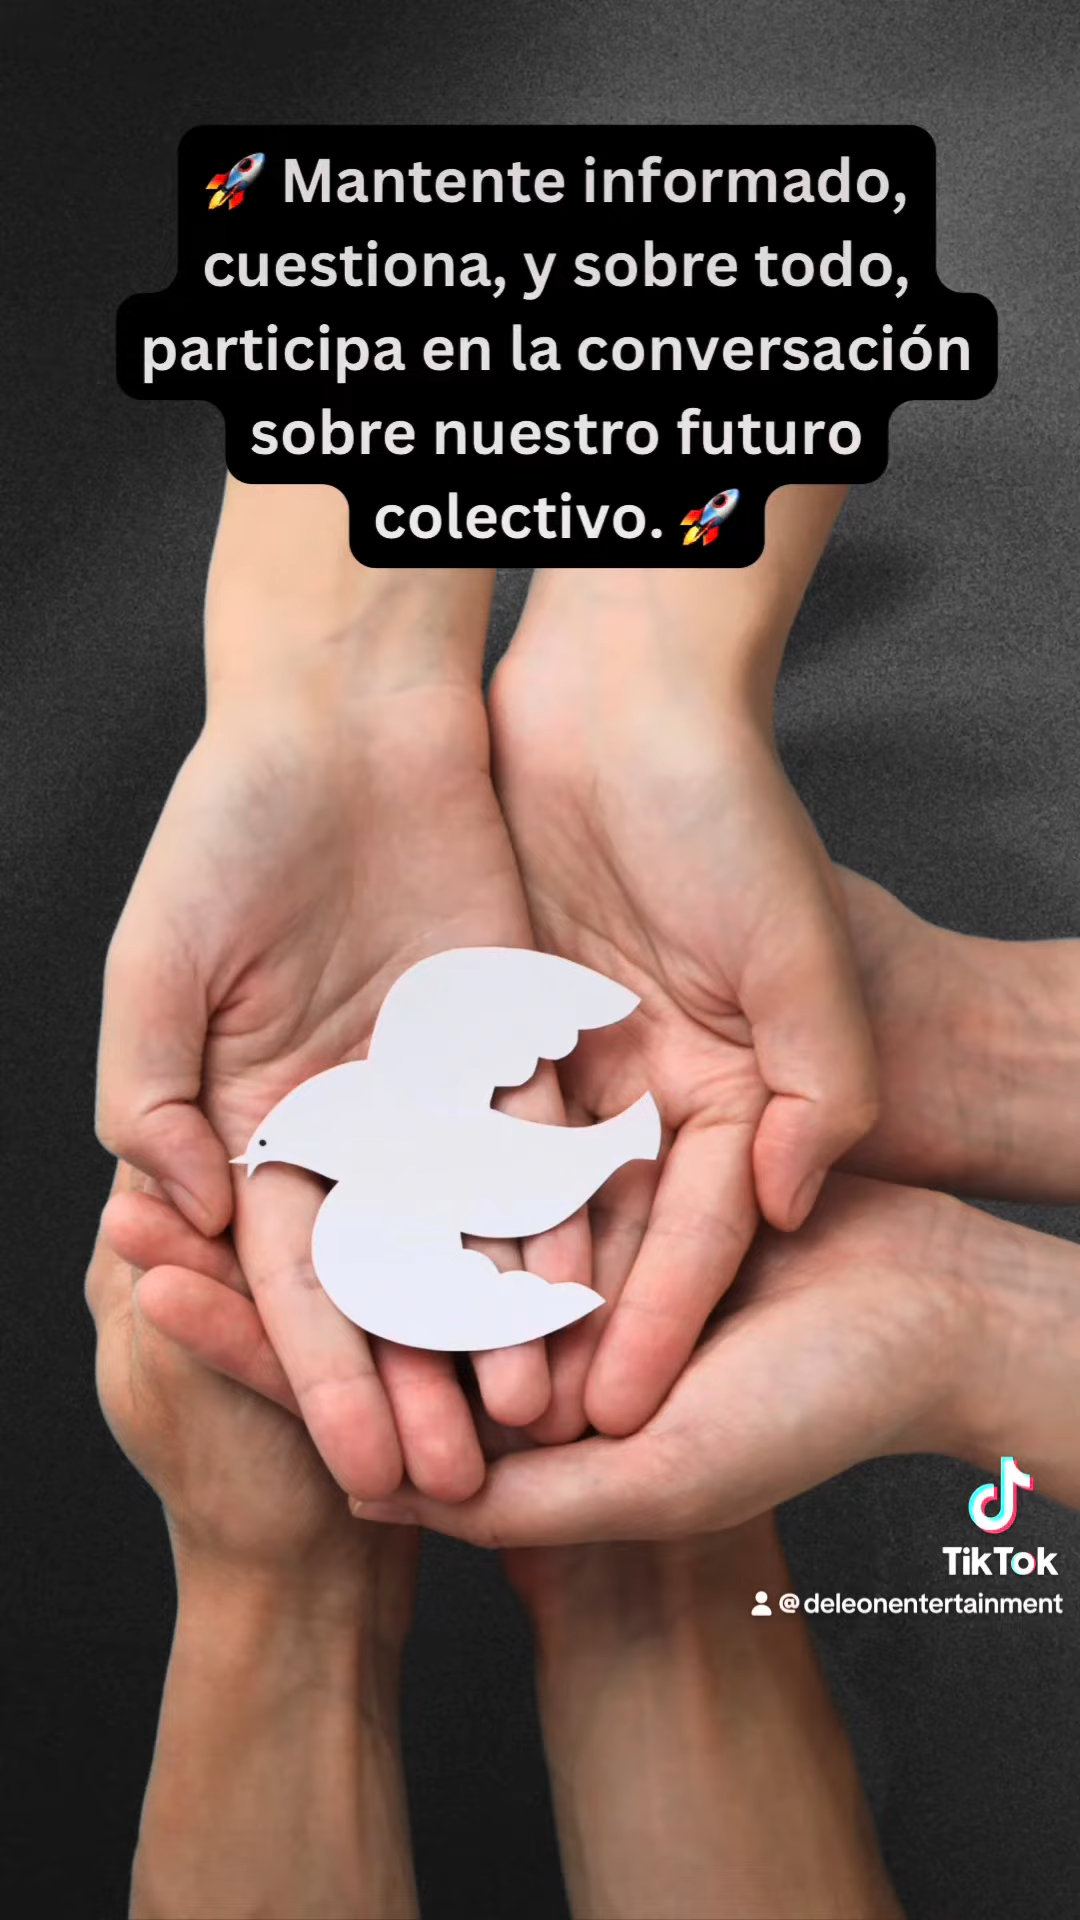 🚀 Mantente informado,
cuestiona, y sobre todo,
participa en la conversación
sobre nuestro futuro
colectivo. 🚀
TikTok
@deleonentertainment